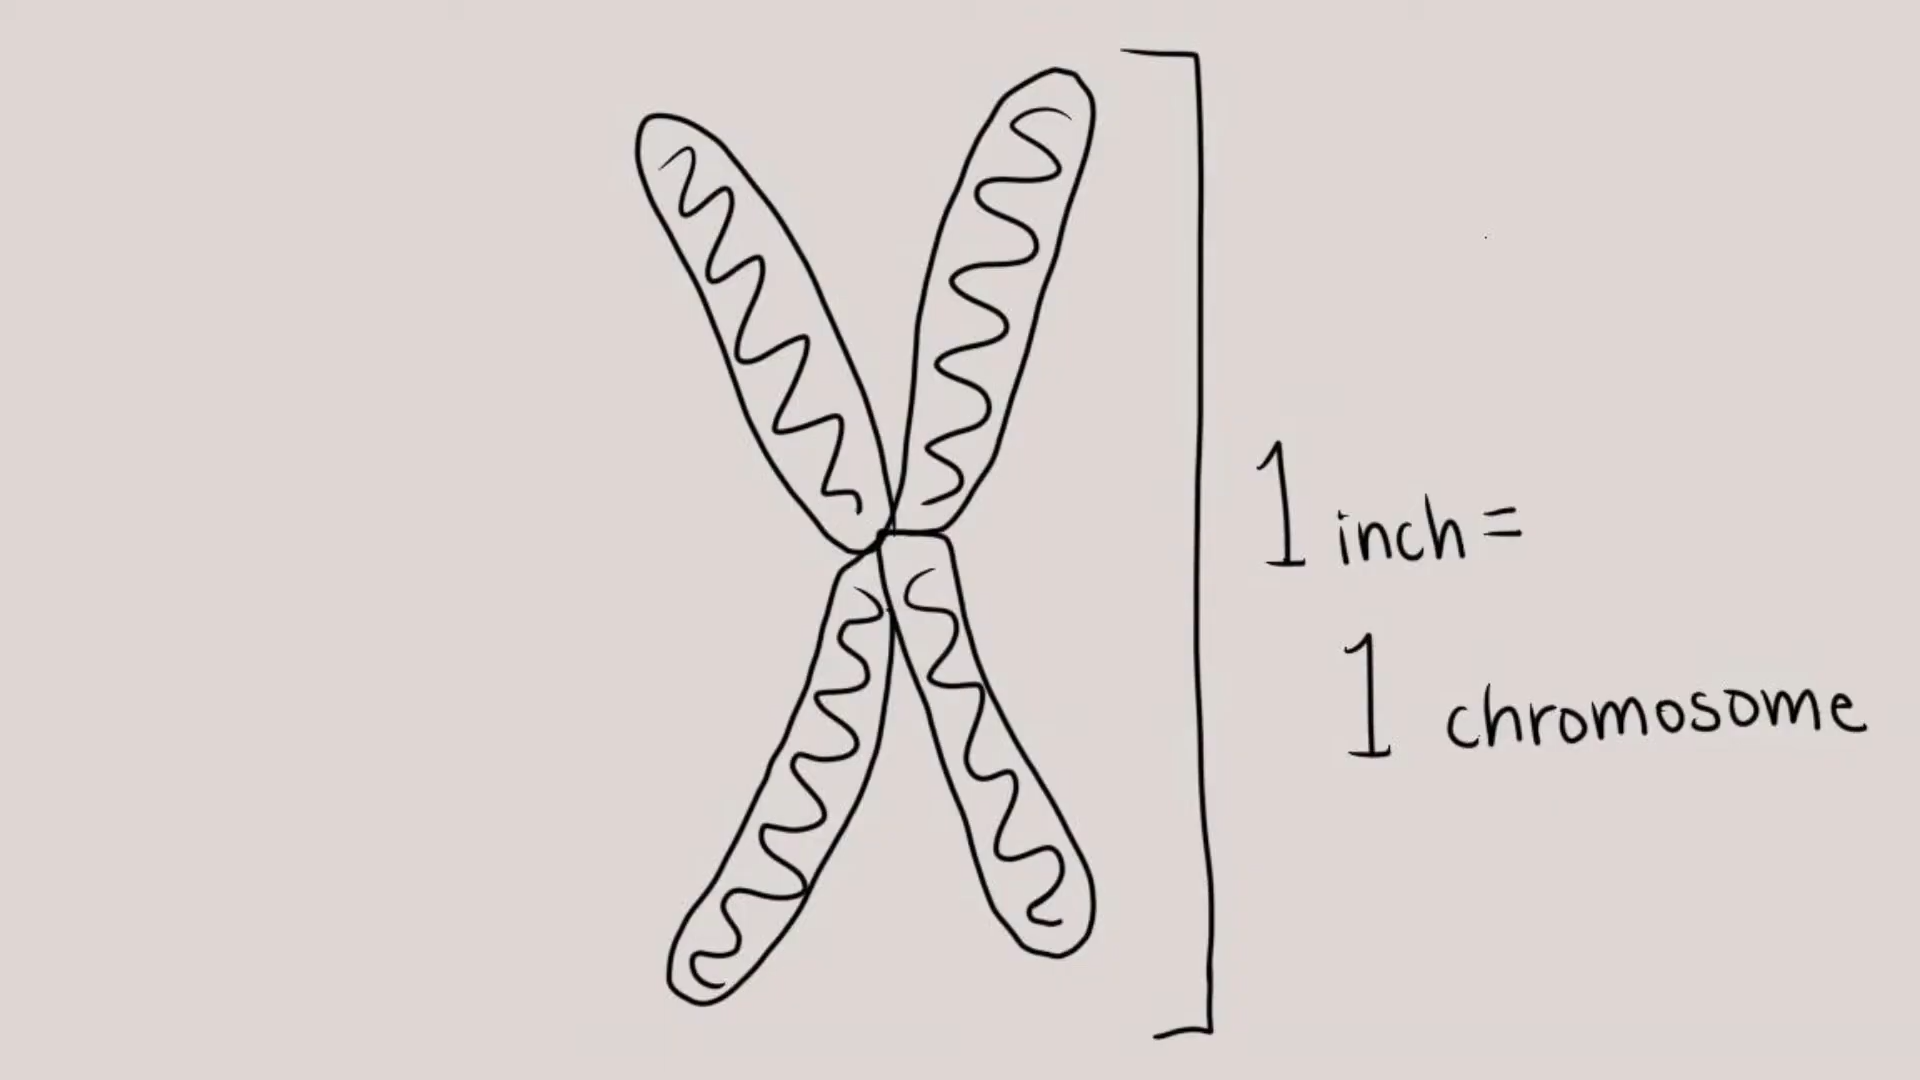 1 inch =
1 chromosome